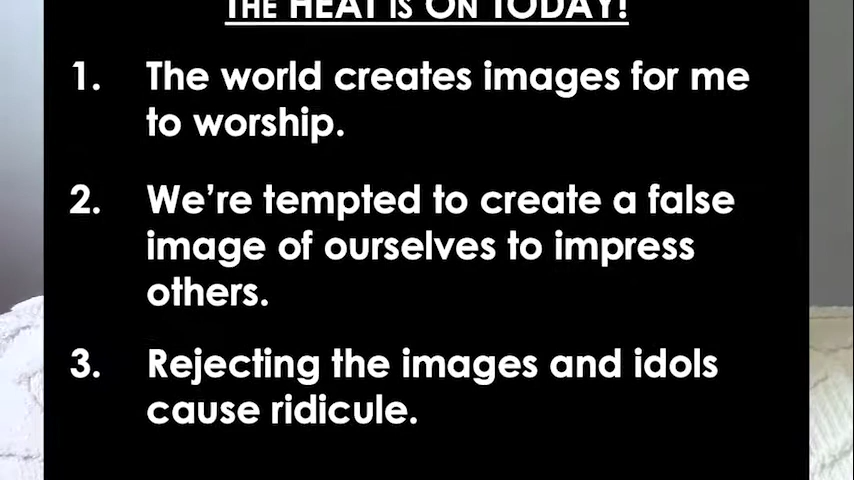 THE HEAT IS ON TODAY!
1. The world creates images for me
to worship.
2. We're tempted to create a false
image of ourselves to impress
others.
3. Rejecting the images and idols
cause ridicule.